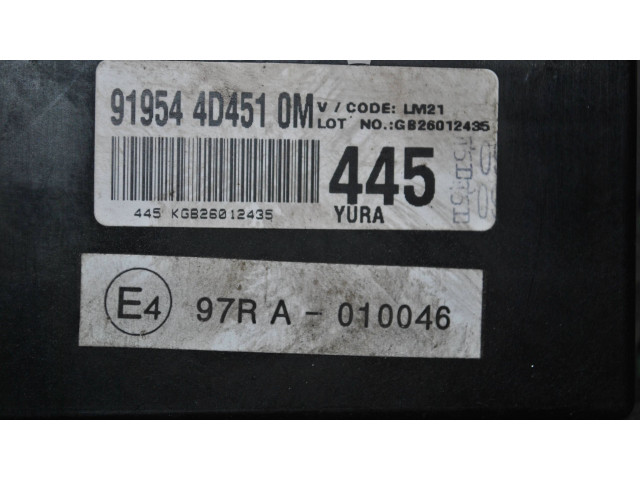 91954 4D451 0M V / CODE: LM21
LOT NO.:GB26012435
445
445 KGB26012435
YURA
E4 97R A - 010046